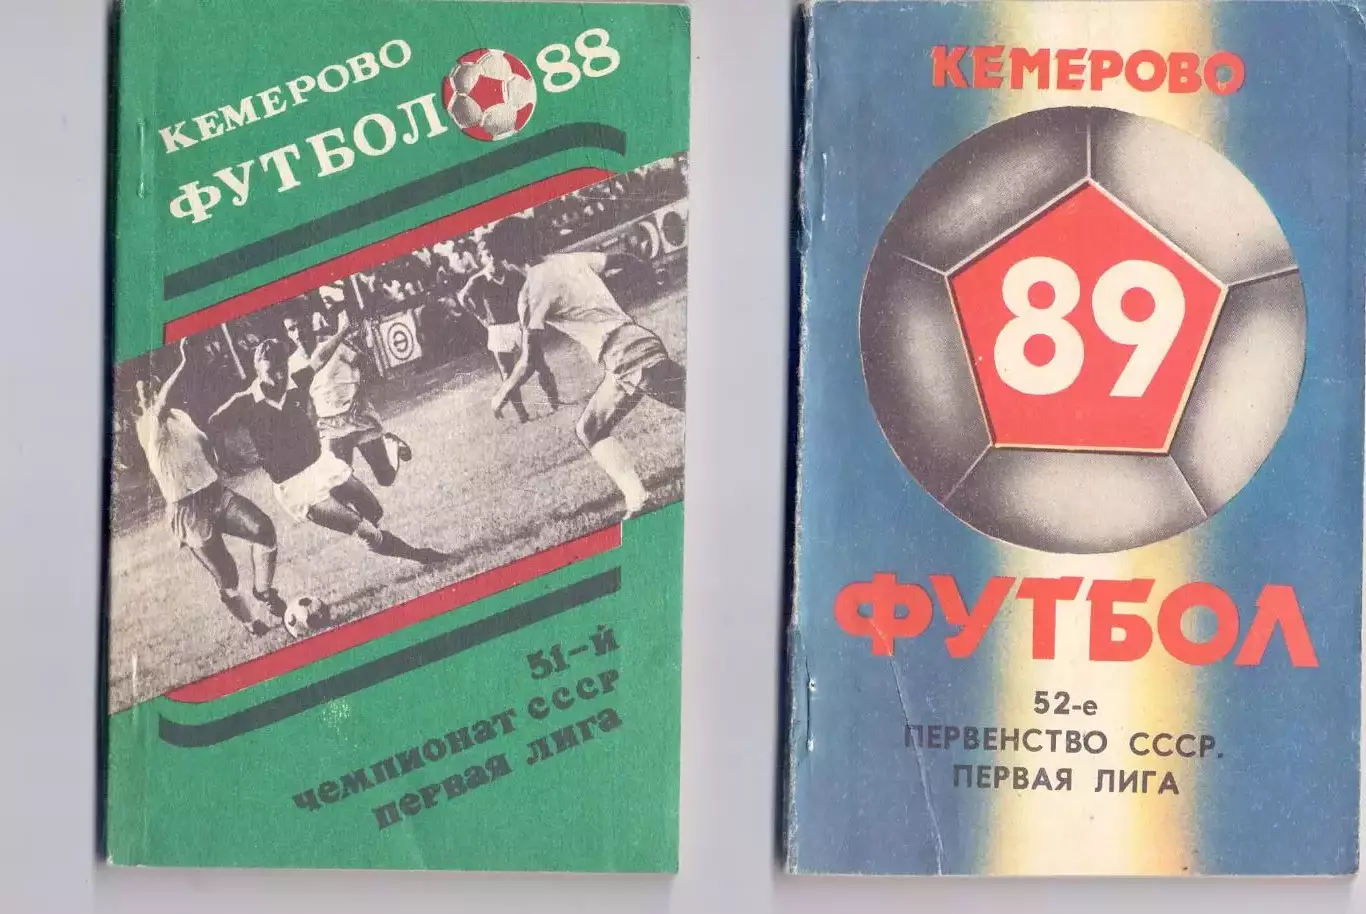 КЕМЕРОВО
ФУТБОЛ 88
51-й
чемпионат СССР
первая лига
КЕМЕРОВО
89
ФУТБОЛ
52-е
ПЕРВЕНСТВО СССР.
ПЕРВАЯ ЛИГА